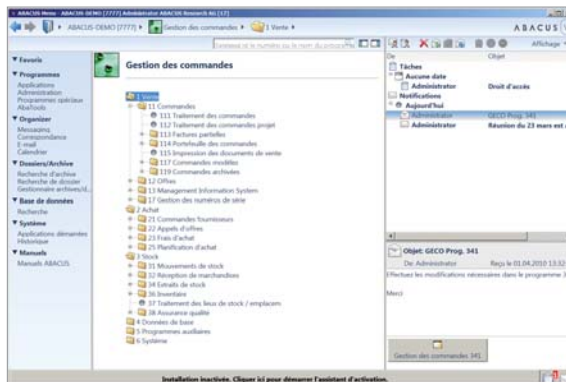 ABACUS-Menu - ABACUS-DEMO [7777] Administrator ABACUS Research AG [17]
ABACUS-DEMO [7777] Gestion des commandes 1 Vente
ABACUS
Affichage
Favoris
Programmes
Applications
Administration
Programmes spéciaux
AbaTools
Organizer
Messaging
Correspondance
E-mail
Calendrier
Dossiers/Archive
Recherche d'archive
Recherche de dossier
Gestionnaire archives/d...
Base de données
Recherche
Système
Applications démarrées
Historique
Manuels
Manuels ABACUS
Gestion des commandes
1 Vente
11 Commandes
111 Traitement des commandes
112 Traitement des commandes projet
113 Factures partielles
114 Portefeuille des commandes
115 Impression des documents de vente
117 Commandes modèles
119 Commandes archivées
12 Offres
13 Management Information System
17 Gestion des numéros de série
2 Achat
21 Commandes fournisseurs
22 Appels d'offres
23 Frais d'achat
25 Planification d'achat
3 Stock
31 Mouvements de stock
32 Réception de marchandises
34 Extraits de stock
36 Inventaire
37 Traitement des lieux de stock / emplacem
38 Assurance qualité
4 Données de base
5 Programmes auxiliaires
6 Système
De Objet
Tâches
Aucune date
Administrator Droit d'accès
Notifications
Aujourd'hui
Administrator GECO Prog. 341
Administrator Réunion du 23 mars est a
Objet: GECO Prog. 341
De: Administrator Reçu le 01.04.2010 13:32
Effectuez les modifications nécessaires dans le programme 3
Merci
Gestion des commandes 341
Installation inactivée. Cliquer ici pour démarrer l'assistant d'activation.